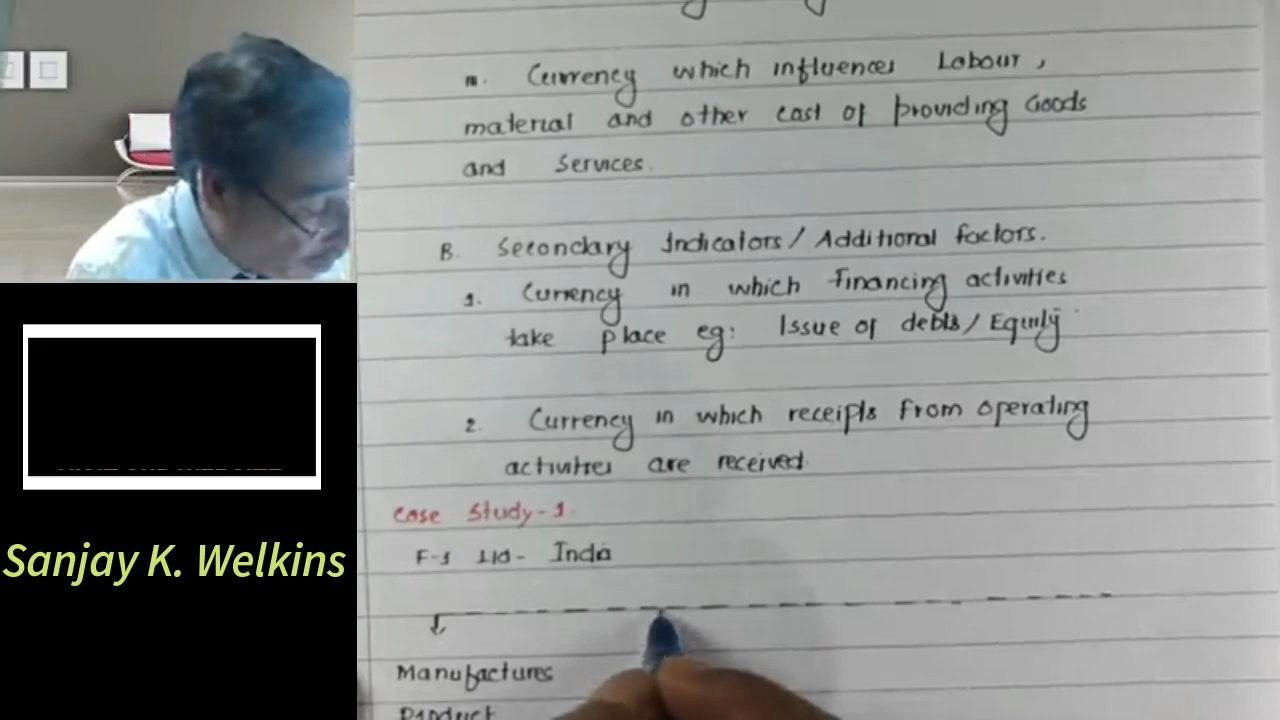 Currency which influences Labour,
material and other cost of providing Goods
and Services.
B. Secondary Indicators / Additional factors.
1. Currency in which financing activities
take place eg: Issue of debts / Equity
2. Currency in which receipts from operating
activities are received.
Case Study-1.
F-1 Ltd- India
Manufactures
Product
Sanjay K. Welkins